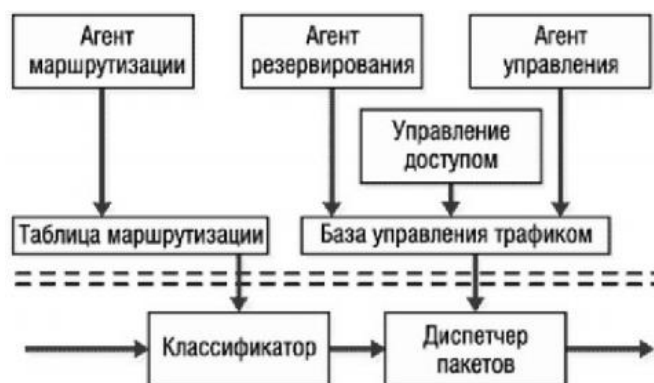 Агент
маршрутизации
Агент
резервирования
Агент
управления
Управление
доступом
Таблица маршрутизации
База управления трафиком
Классификатор
Диспетчер
пакетов